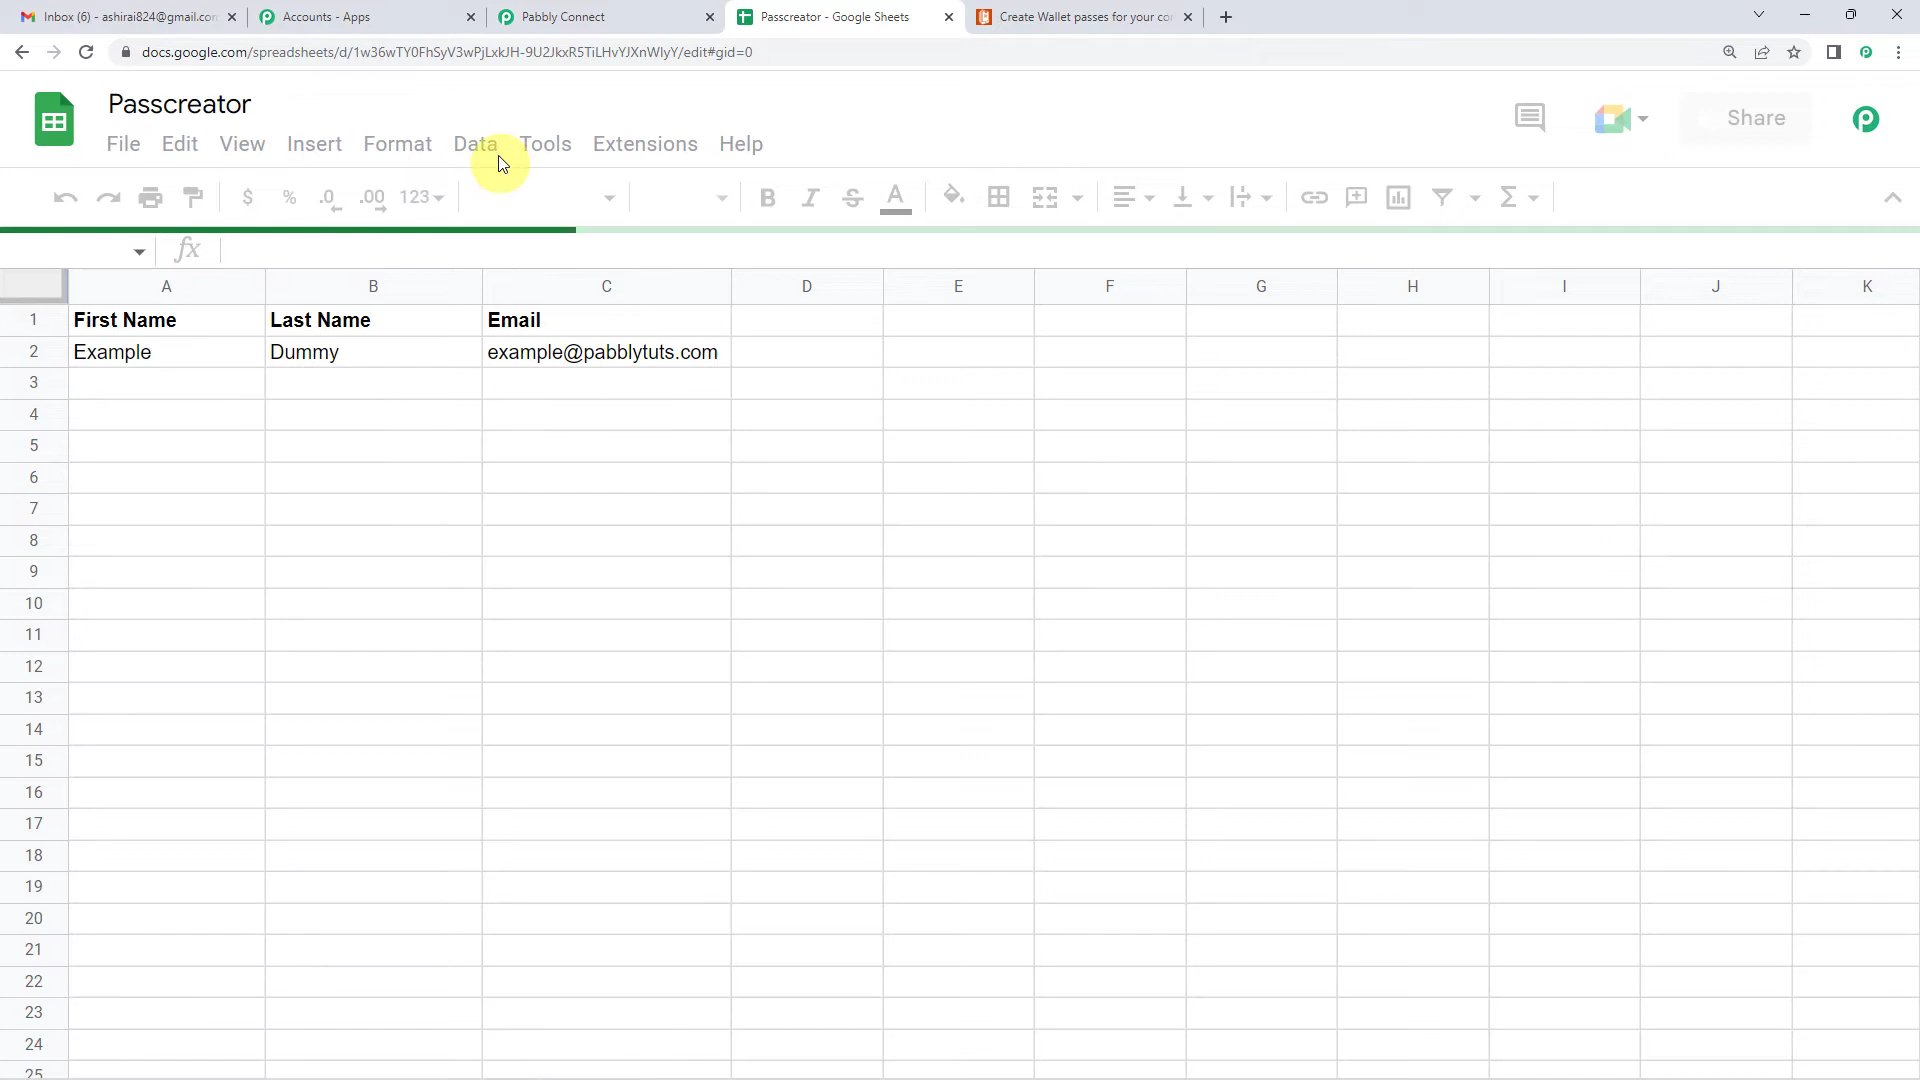 Inbox (6) - ashirai824@gmail.com
Accounts - Apps
Pabbly Connect
Passcreator - Google Sheets
Create Wallet passes for your co
docs.google.com/spreadsheets/d/1w36wTY0FhSyV3wPjLxkJH-9U2JkxR5TiLHvYJXnWIyY/edit#gid=0
Passcreator
File Edit View Insert Format Data Tools Extensions Help
Share
$ % .0 .00 123 B I S A Σ
fx
A B C D E F G H I J K
1 First Name Last Name Email
2 Example Dummy example@pabblytuts.com
3
4
5
6
7
8
9
10
11
12
13
14
15
16
17
18
19
20
21
22
23
24
25